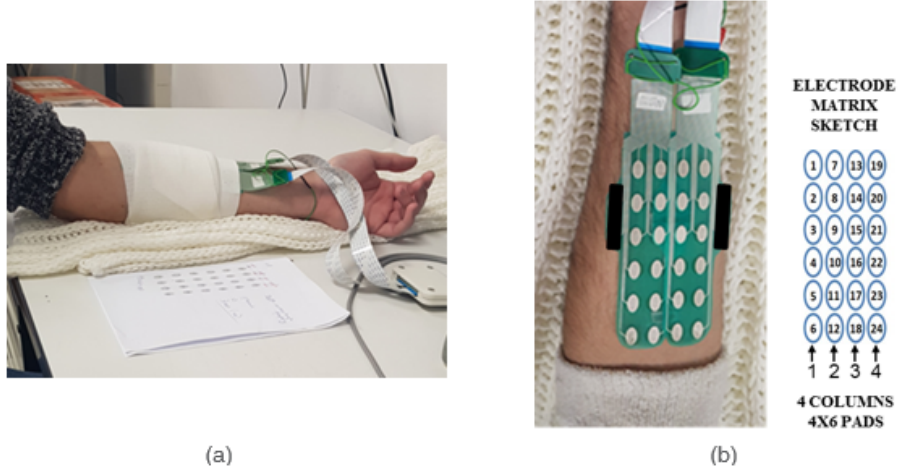 ELECTRODE
MATRIX
SKETCH
1 7 13 19
2 8 14 20
3 9 15 21
4 10 16 22
5 11 17 23
6 12 18 24
1 2 3 4
4 COLUMNS
4X6 PADS
(a)
(b)